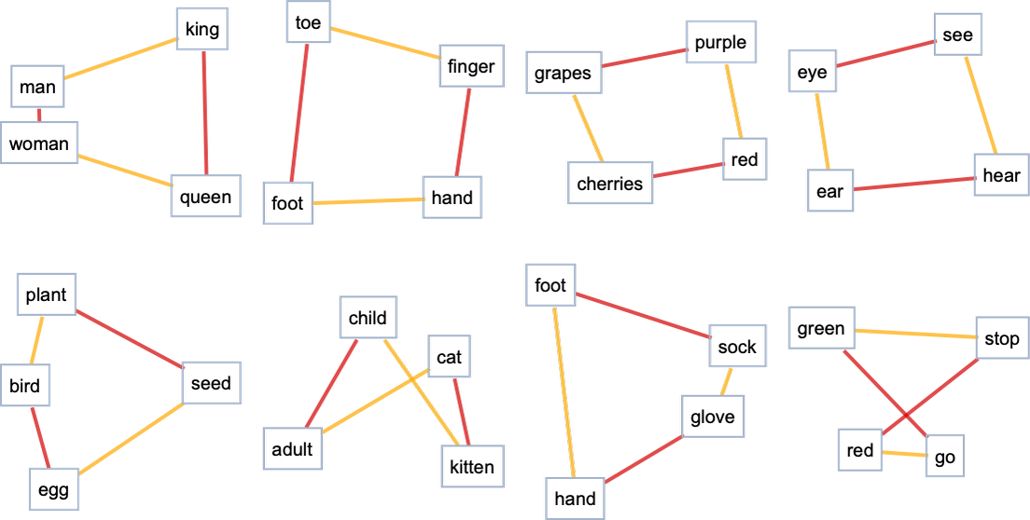 king
man
woman
queen
toe
finger
foot
hand
purple
grapes
red
cherries
see
eye
hear
ear
plant
bird
seed
egg
child
cat
adult
kitten
foot
sock
glove
hand
green
stop
red
go